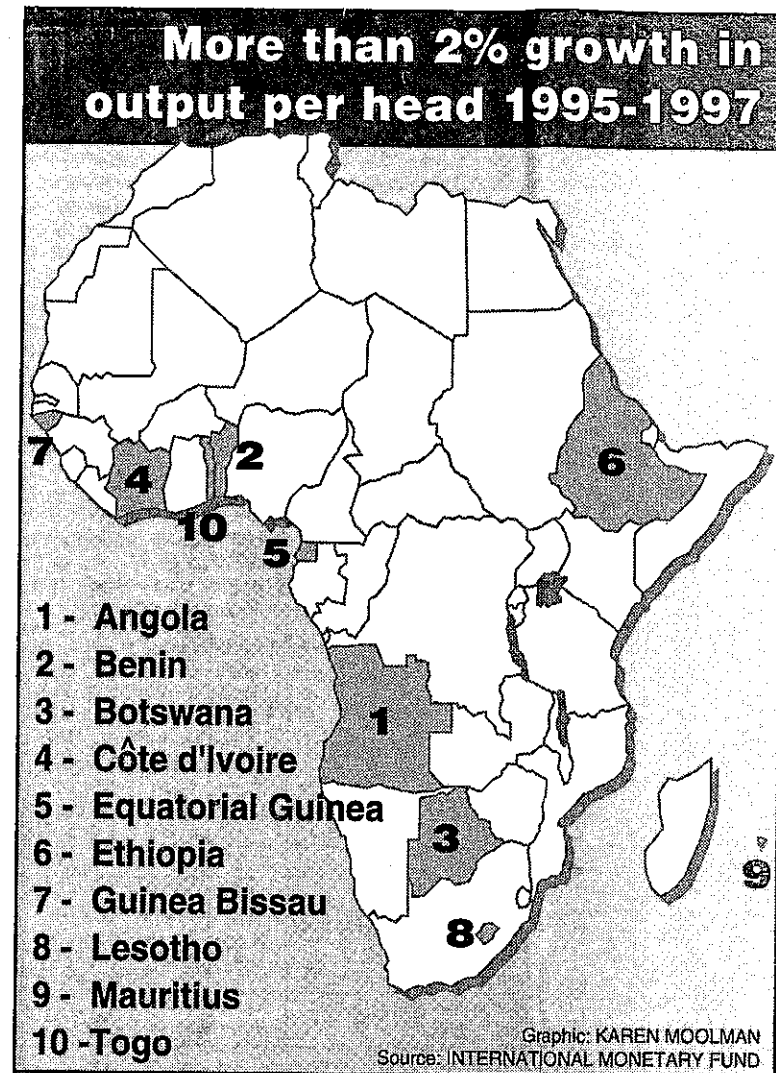 More than 2% growth in
output per head 1995-1997
7
4
2
10
5
6
1
3
8
9
1 - Angola
2 - Benin
3 - Botswana
4 - Côte d'Ivoire
5 - Equatorial Guinea
6 - Ethiopia
7 - Guinea Bissau
8 - Lesotho
9 - Mauritius
10 -Togo
Graphic: KAREN MOOLMAN
Source: INTERNATIONAL MONETARY FUND